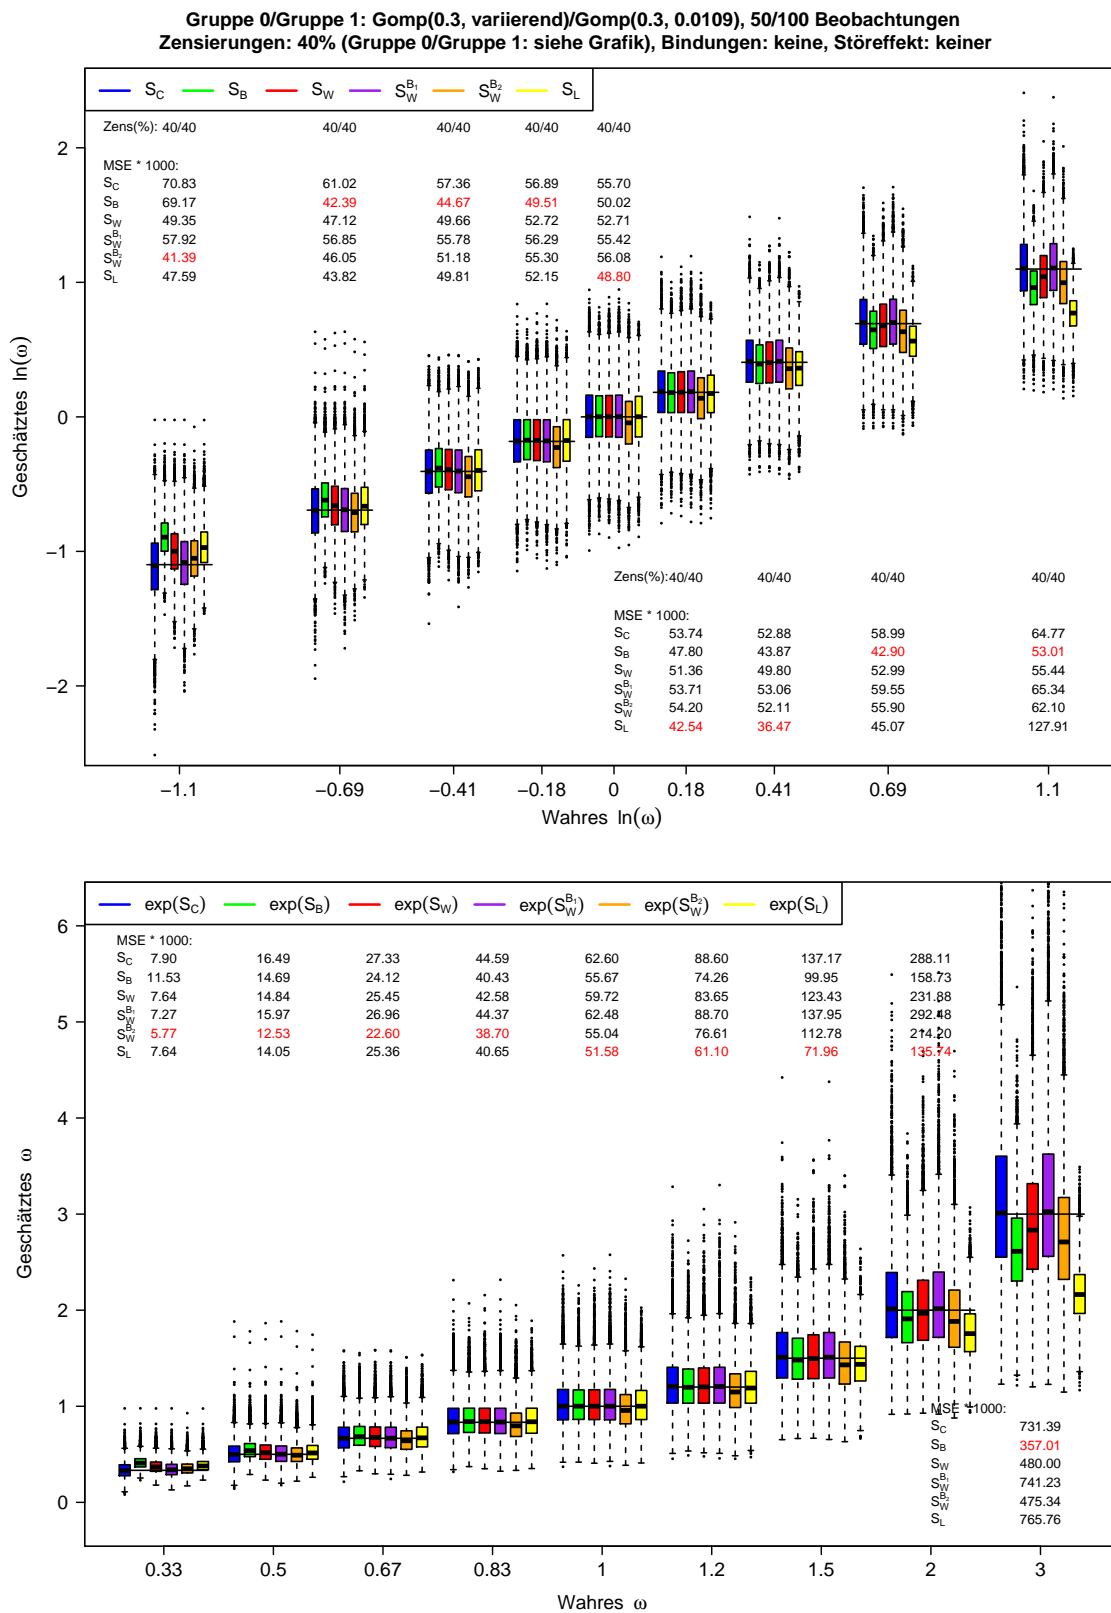 Gruppe 0/Gruppe 1: Gomp(0.3, variierend)/Gomp(0.3, 0.0109), 50/100 Beobachtungen
Zensierungen: 40% (Gruppe 0/Gruppe 1: siehe Grafik), Bindungen: keine, Störeffekt: keiner
S_C S_B S_W S_W^B1 S_W^B2 S_L
Zens(%): 40/40 40/40 40/40 40/40 40/40
MSE * 1000:
S_C 70.83 61.02 57.36 56.89 55.70
S_B 69.17 42.39 44.67 49.51 50.02
S_W 49.35 47.12 49.66 52.72 52.71
S_W^B1 57.92 56.85 55.78 56.29 55.42
S_W^B2 41.39 46.05 51.18 55.30 56.08
S_L 47.59 43.82 49.81 52.15 48.80
Zens(%): 40/40 40/40 40/40 40/40
MSE * 1000:
S_C 53.74 52.88 58.99 64.77
S_B 47.80 43.87 42.90 53.01
S_W 51.36 49.80 52.99 55.44
S_W^B1 53.71 53.06 59.55 65.34
S_W^B2 54.20 52.11 55.90 62.10
S_L 42.54 36.47 45.07 127.91
2
1
0
−1
−2
Geschätztes ln(ω)
−1.1 −0.69 −0.41 −0.18 0 0.18 0.41 0.69 1.1
Wahres ln(ω)
exp(S_C) exp(S_B) exp(S_W) exp(S_W^B1) exp(S_W^B2) exp(S_L)
MSE * 1000:
S_C 7.90 16.49 27.33 44.59 62.60 88.60 137.17 288.11
S_B 11.53 14.69 24.12 40.43 55.67 74.26 99.95 158.73
S_W 7.64 14.84 25.45 42.58 59.72 83.65 123.43 231.88
S_W^B1 7.27 15.97 26.96 44.37 62.48 88.70 137.95 292.48
S_W^B2 5.77 12.53 22.60 38.70 55.04 76.61 112.78 214.20
S_L 7.64 14.05 25.36 40.65 51.58 61.10 71.96 135.74
MSE * 1000:
S_C 731.39
S_B 357.01
S_W 480.00
S_W^B1 741.23
S_W^B2 475.34
S_L 765.76
6
5
4
3
2
1
0
Geschätztes ω
0.33 0.5 0.67 0.83 1 1.2 1.5 2 3
Wahres ω